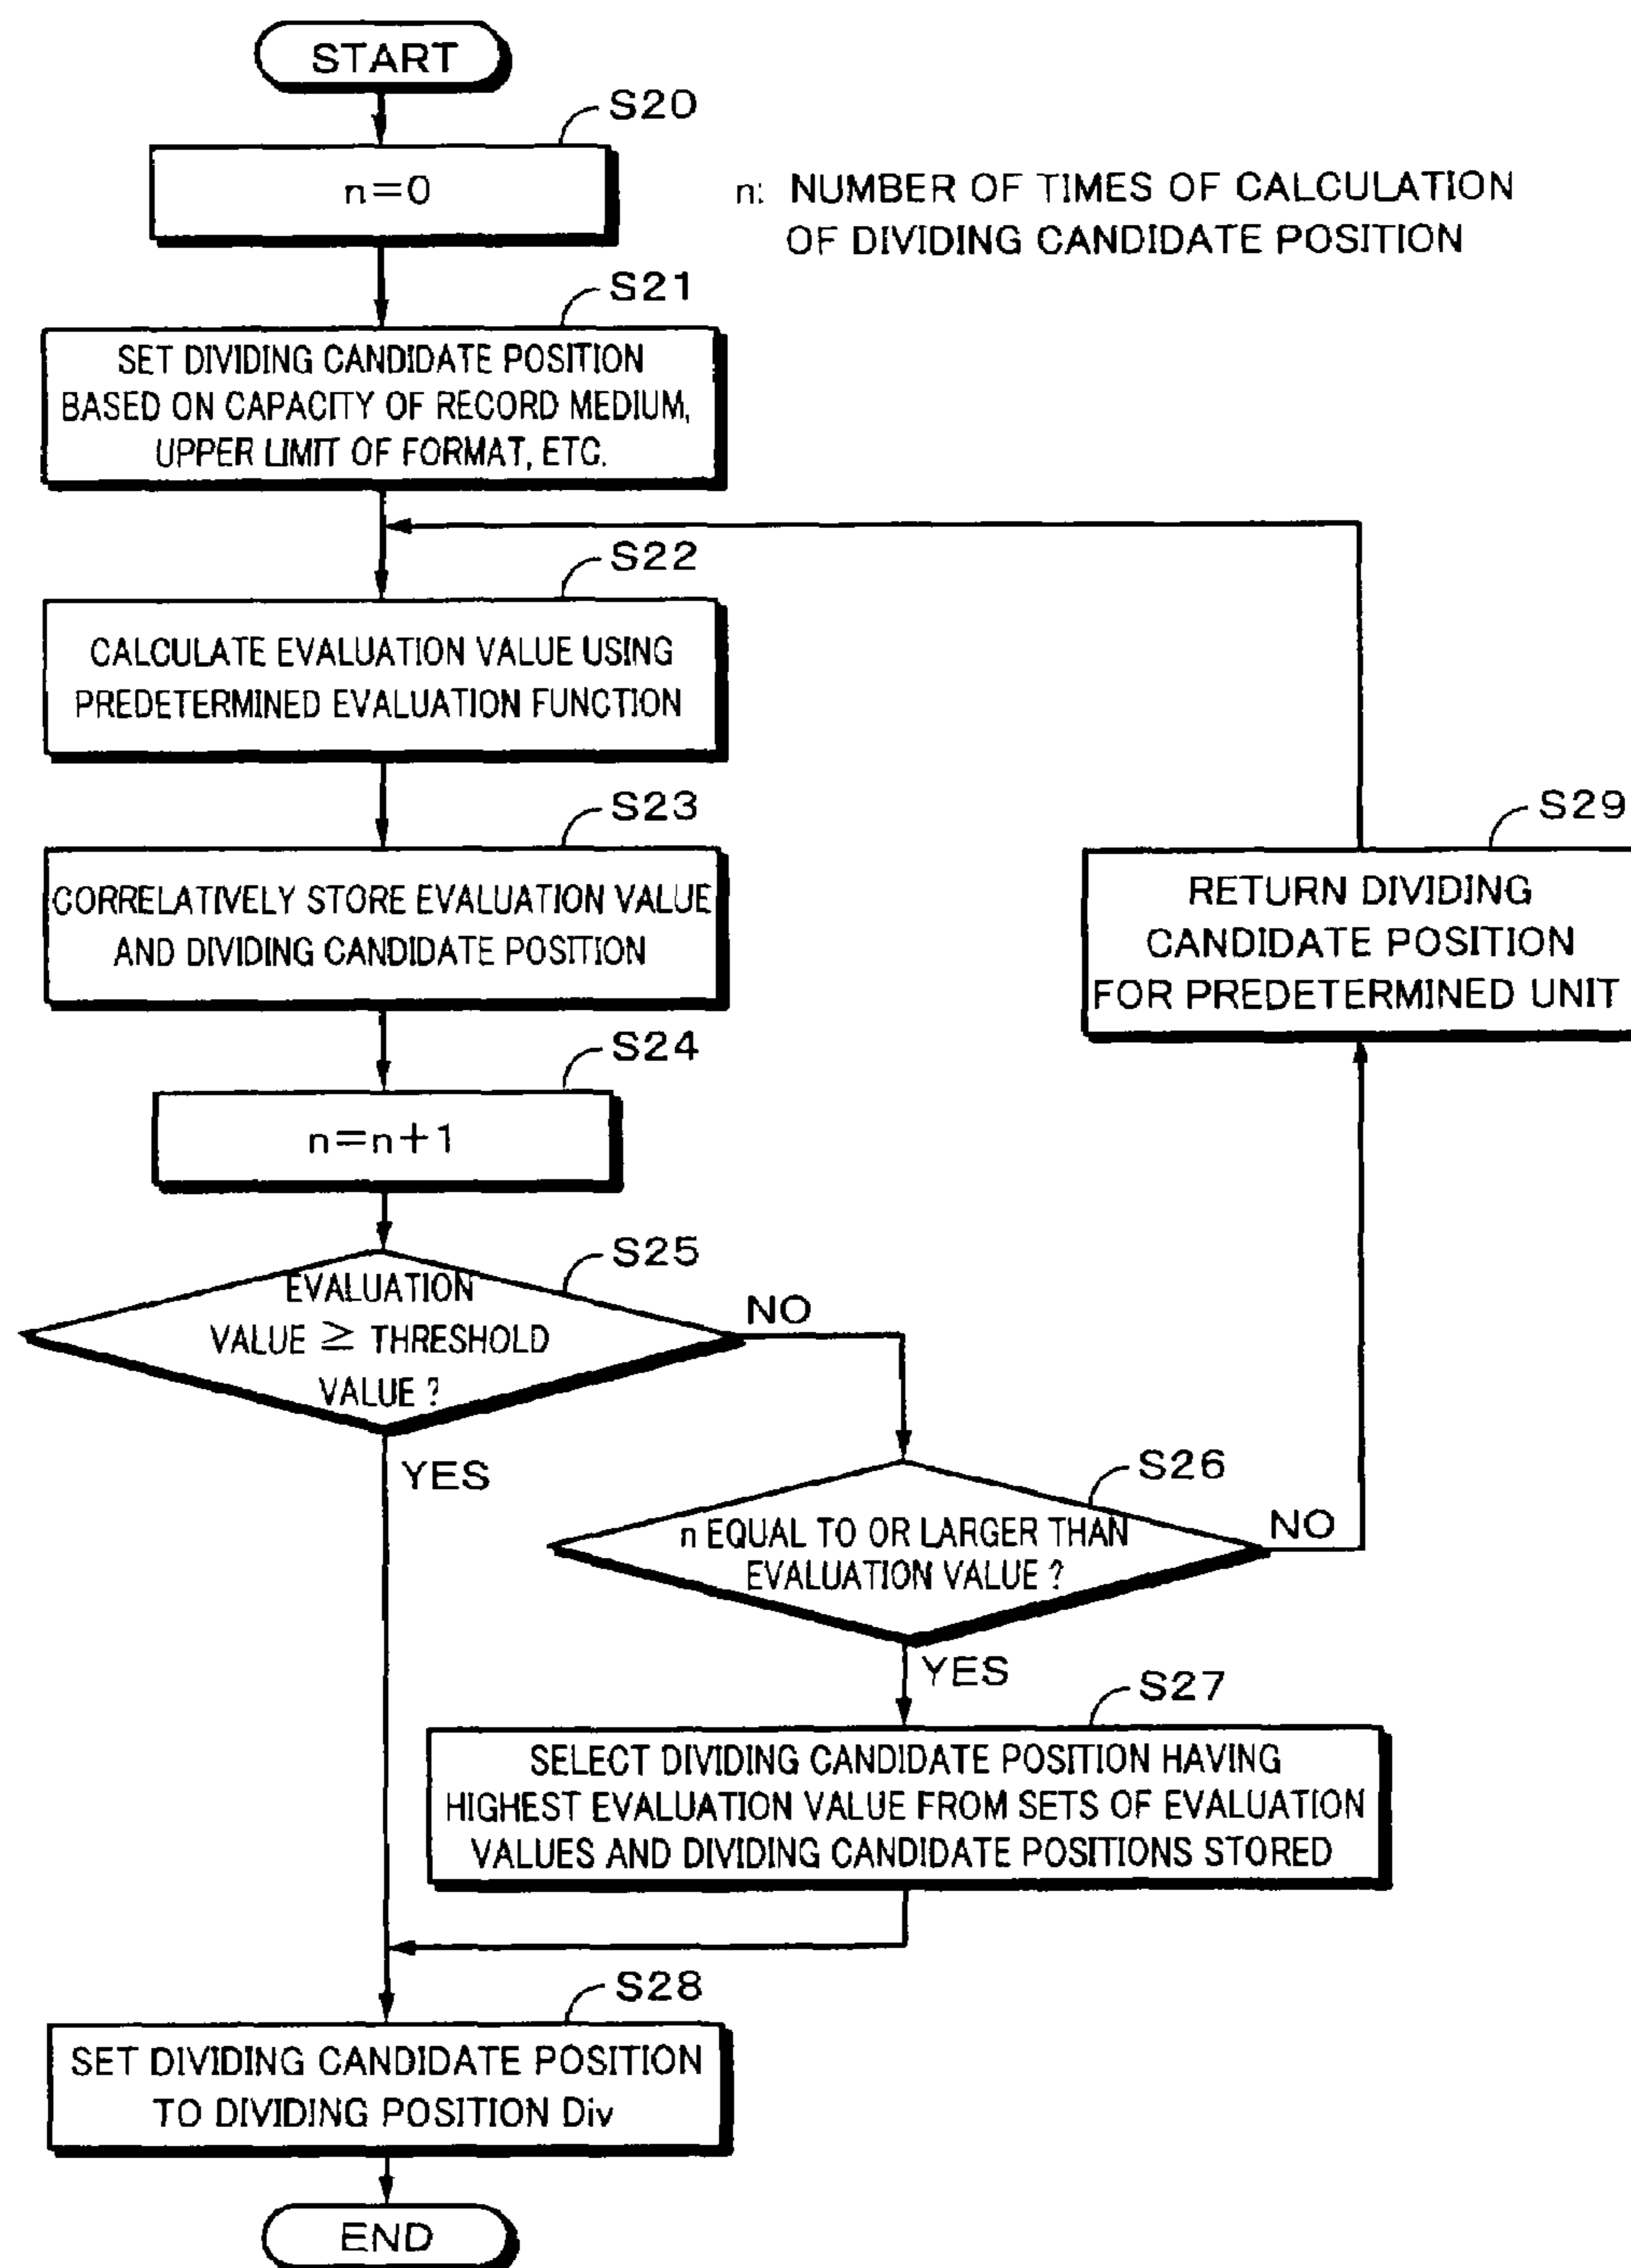 START
S20
n=0
n: NUMBER OF TIMES OF CALCULATION
OF DIVIDING CANDIDATE POSITION
S21
SET DIVIDING CANDIDATE POSITION
BASED ON CAPACITY OF RECORD MEDIUM,
UPPER LIMIT OF FORMAT, ETC.
S22
CALCULATE EVALUATION VALUE USING
PREDETERMINED EVALUATION FUNCTION
S23
CORRELATIVELY STORE EVALUATION VALUE
AND DIVIDING CANDIDATE POSITION
S29
RETURN DIVIDING
CANDIDATE POSITION
FOR PREDETERMINED UNIT
S24
n=n+1
S25
EVALUATION
VALUE ≧ THRESHOLD
VALUE ?
NO
YES
S26
n EQUAL TO OR LARGER THAN
EVALUATION VALUE ?
NO
YES
S27
SELECT DIVIDING CANDIDATE POSITION HAVING
HIGHEST EVALUATION VALUE FROM SETS OF EVALUATION
VALUES AND DIVIDING CANDIDATE POSITIONS STORED
S28
SET DIVIDING CANDIDATE POSITION
TO DIVIDING POSITION Div
END